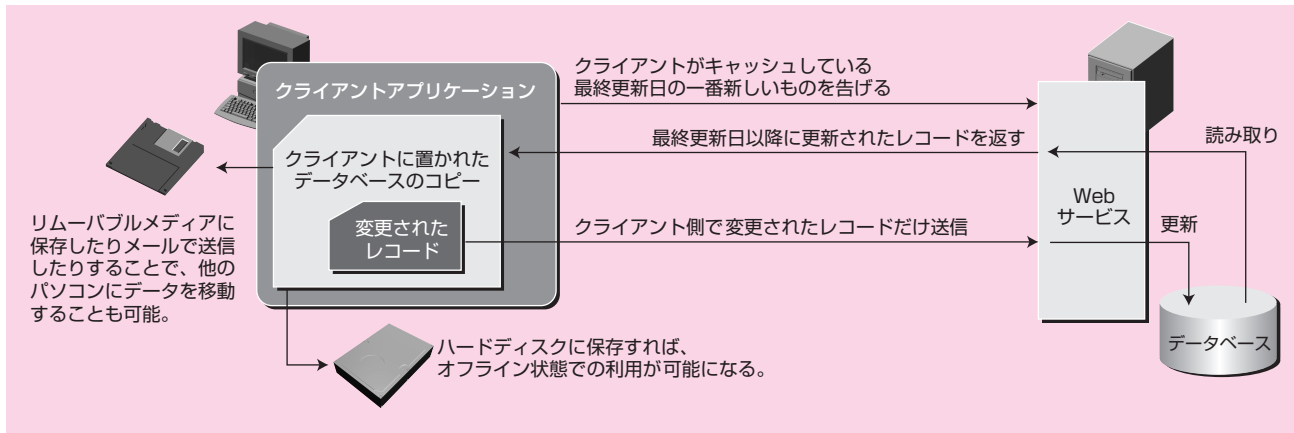 クライアントアプリケーション
クライアントに置かれた
データベースのコピー
変更された
レコード
リムーバブルメディアに
保存したりメールで送信
したりすることで、他の
パソコンにデータを移動
することも可能。
ハードディスクに保存すれば、
オフライン状態での利用が可能になる。
クライアントがキャッシュしている
最終更新日の一番新しいものを告げる
最終更新日以降に更新されたレコードを返す
クライアント側で変更されたレコードだけ送信
Web
サービス
読み取り
更新
データベース